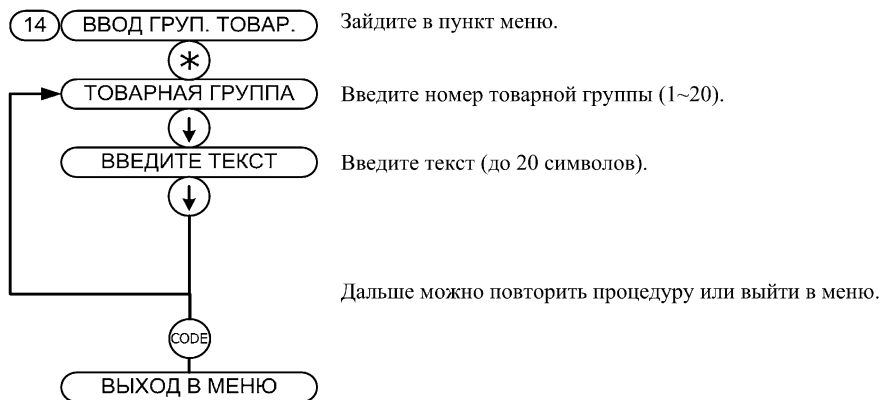 14 ВВОД ГРУП. ТОВАР. Зайдите в пункт меню.
*
ТОВАРНАЯ ГРУППА Введите номер товарной группы (1~20).
↓
ВВЕДИТЕ ТЕКСТ Введите текст (до 20 символов).
↓
Дальше можно повторить процедуру или выйти в меню.
CODE
ВЫХОД В МЕНЮ